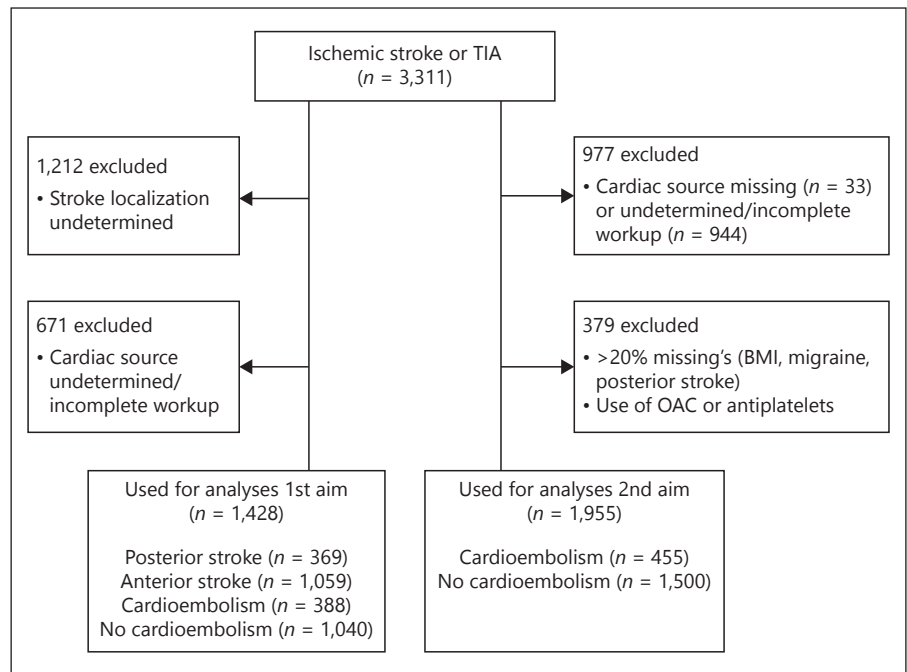 Ischemic stroke or TIA
(n = 3,311)
1,212 excluded
• Stroke localization
undetermined
977 excluded
• Cardiac source missing (n = 33)
or undetermined/incomplete
workup (n = 944)
671 excluded
• Cardiac source
undetermined/
incomplete workup
379 excluded
• >20% missing's (BMI, migraine,
posterior stroke)
• Use of OAC or antiplatelets
Used for analyses 1st aim
(n = 1,428)
Posterior stroke (n = 369)
Anterior stroke (n = 1,059)
Cardioembolism (n = 388)
No cardioembolism (n = 1,040)
Used for analyses 2nd aim
(n = 1,955)
Cardioembolism (n = 455)
No cardioembolism (n = 1,500)